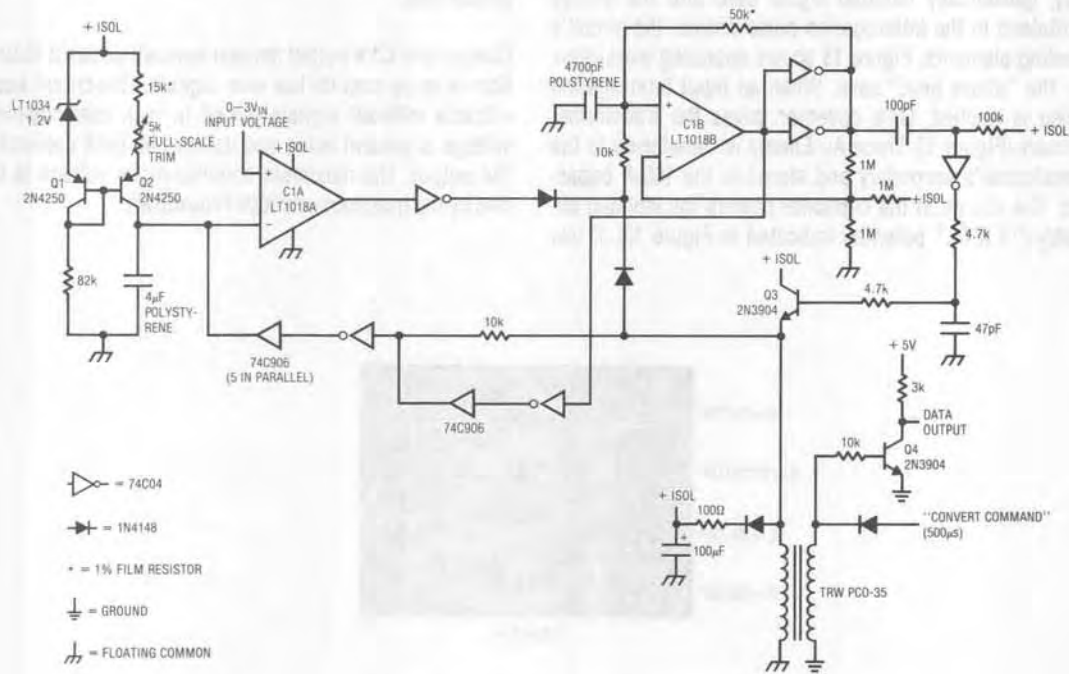 + ISOL
LT1034
1.2V
15k
5k
FULL-SCALE
TRIM
Q1
2N4250
Q2
2N4250
82k
4µF
POLYSTY-
RENE
0–3VIN
INPUT VOLTAGE
+ ISOL
C1A
LT1018A
+
-
4700pF
POLSTYRENE
10k
50k*
+
-
C1B
LT1018B
100pF
100k
+ ISOL
1M
1M
+ISOL
1M
4.7k
+ ISOL
Q3
2N3904
4.7k
47pF
74C906
(5 IN PARALLEL)
10k
74C906
+ 5V
3k
DATA
OUTPUT
10k
Q4
2N3904
+ ISOL
100Ω
+
100µF
"CONVERT COMMAND"
(500µs)
TRW PCO-35
= 74C04
= 1N4148
* = 1% FILM RESISTOR
= GROUND
= FLOATING COMMON